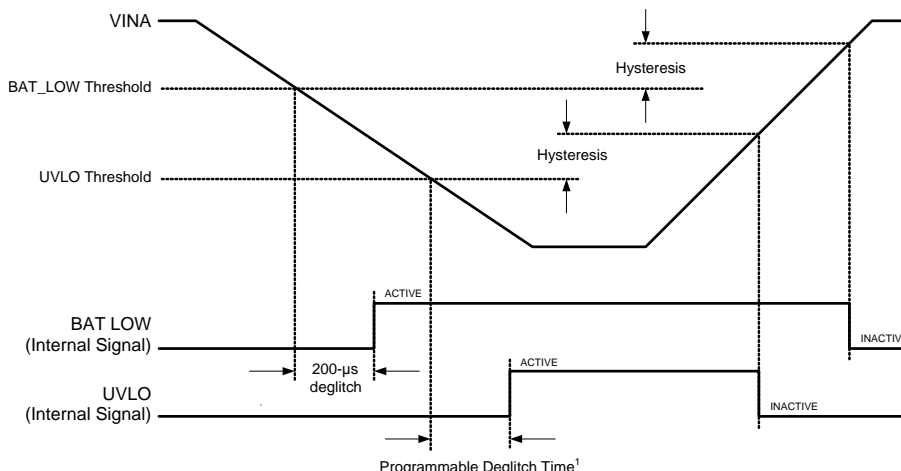 VINA
Hysteresis
BAT_LOW Threshold
Hysteresis
UVLO Threshold
ACTIVE
BAT LOW
(Internal Signal)
INACTIV
200-µs
deglitch
ACTIVE
UVLO
(Internal Signal)
INACTIVE
Programmable Deglitch Time¹